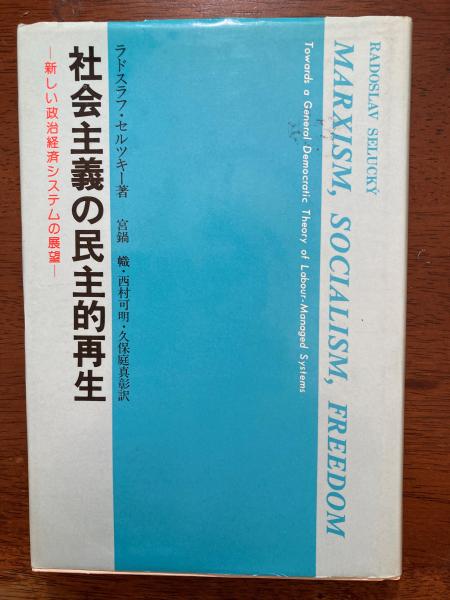 RADOSLAV SELUCKÝ
MARXISM, SOCIALISM, FREEDOM
Towards a General Democratic Theory of Labour-Managed Systems
ラドスラフ・セルツキー著
宮鍋 幟・西村可明・久保庭真彰訳
社会主義の民主的再生
—新しい政治経済システムの展望—